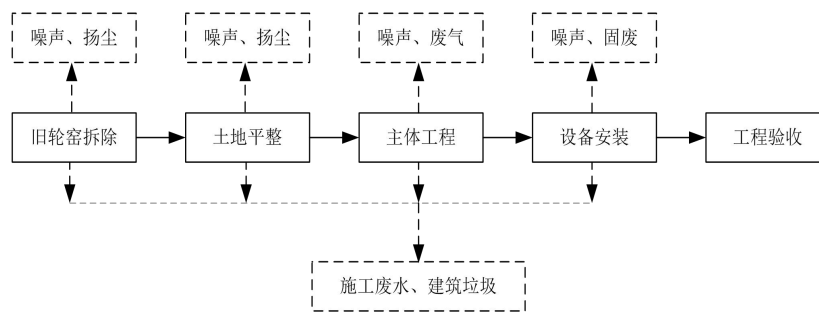 噪声、扬尘
噪声、扬尘
噪声、废气
噪声、固废
旧轮窑拆除
土地平整
主体工程
设备安装
工程验收
施工废水、建筑垃圾